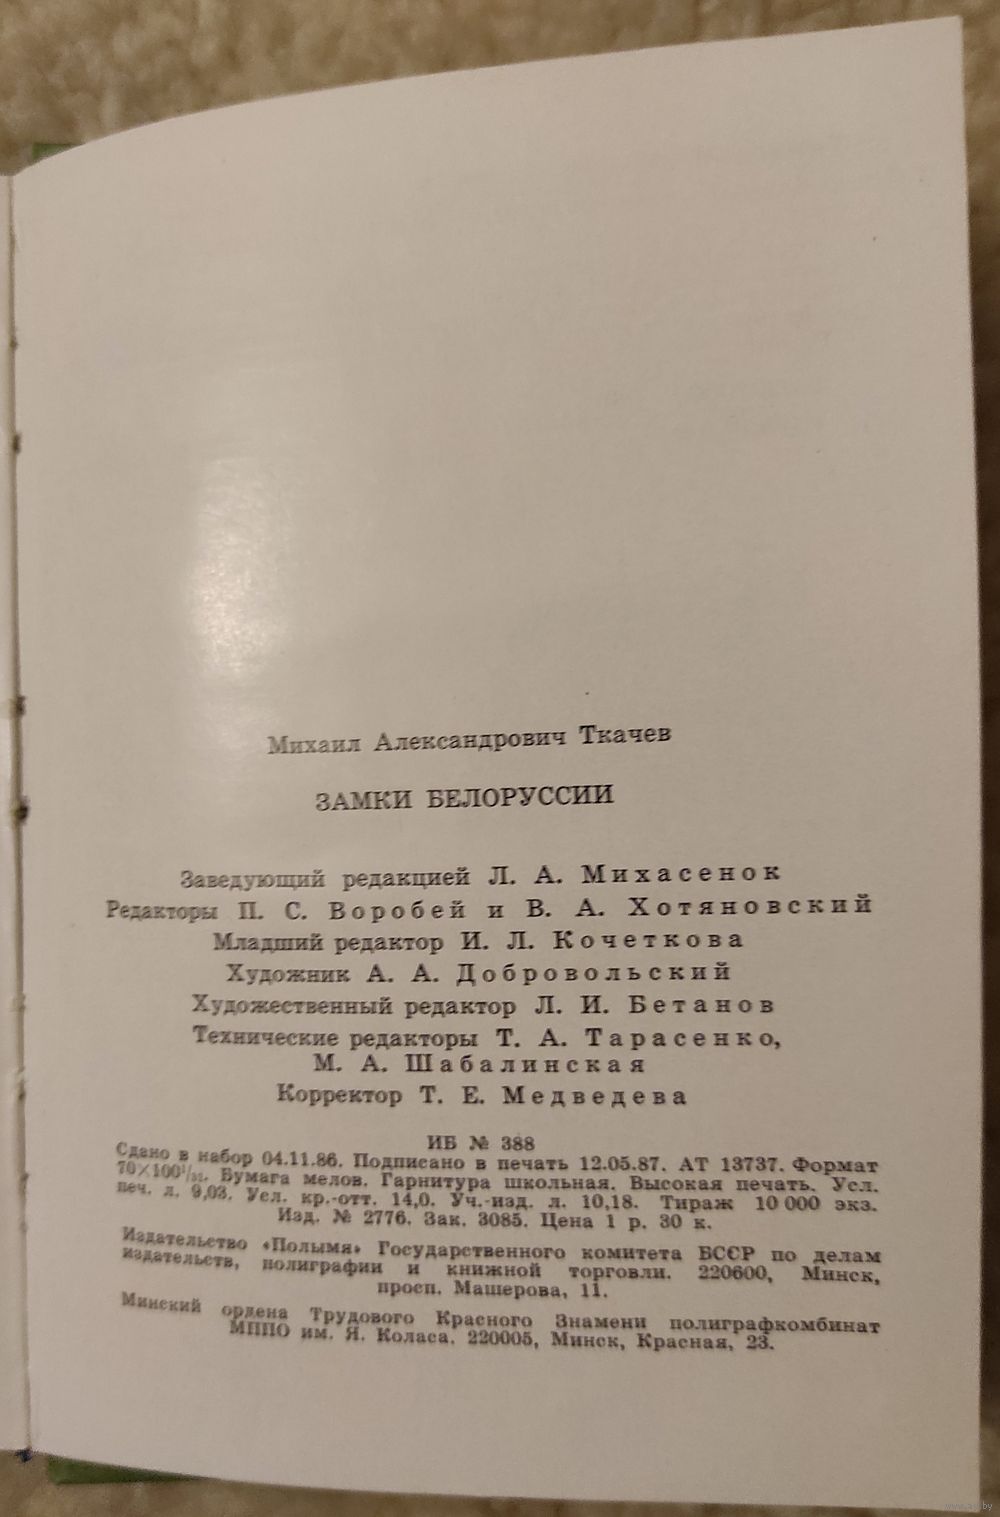 Михаил Александрович Ткачев
ЗАМКИ БЕЛОРУССИИ
Заведующий редакцией Л. А. Михасенок
Редакторы П. С. Воробей и В. А. Хотяновский
Младший редактор И. Л. Кочеткова
Художник А. А. Добровольский
Художественный редактор Л. И. Бетанов
Технические редакторы Т. А. Тарасенко,
М. А. Шабалинская
Корректор Т. Е. Медведева
ИБ № 388
Сдано в набор 04.11.86. Подписано в печать 12.05.87. АТ 13737. Формат
70×100¹/₃₂. Бумага мелов. Гарнитура школьная. Высокая печать. Усл.
печ. л. 9,03. Усл. кр.-отт. 14,0. Уч.-изд. л. 10,18. Тираж 10 000 экз.
Изд. № 2776. Зак. 3085. Цена 1 р. 30 к.
Издательство «Полымя» Государственного комитета БССР по делам
издательств, полиграфии и книжной торговли. 220600, Минск,
просп. Машерова, 11.
Минский ордена Трудового Красного Знамени полиграфкомбинат
МППО им. Я. Коласа. 220005, Минск, Красная, 23.